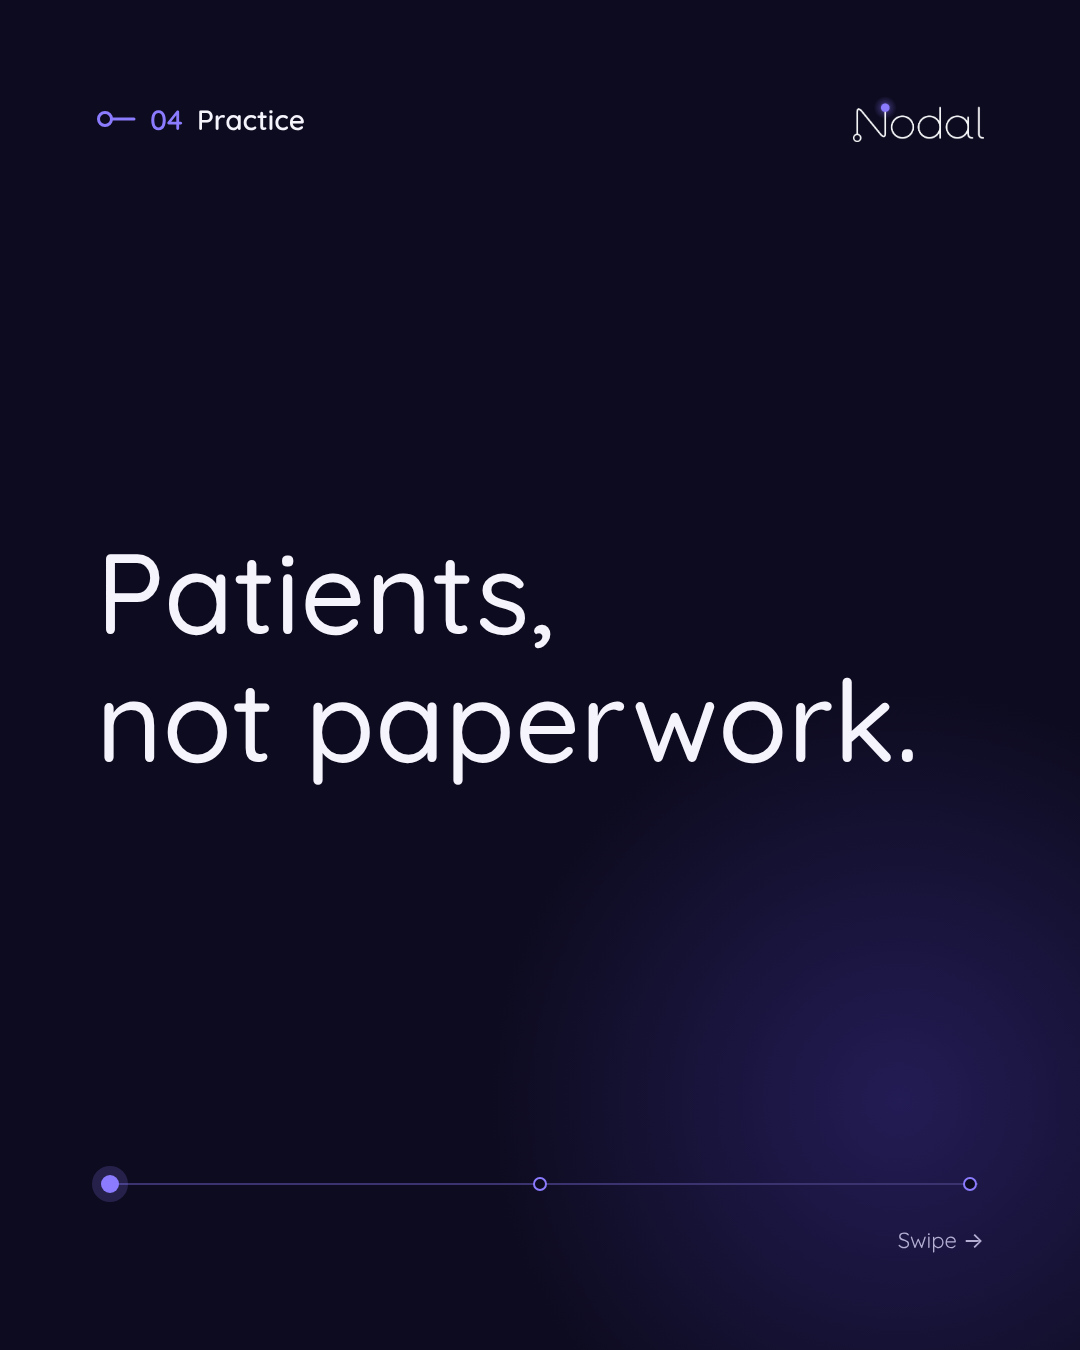 04 Practice
Nodal
Patients,
not paperwork.
Swipe →